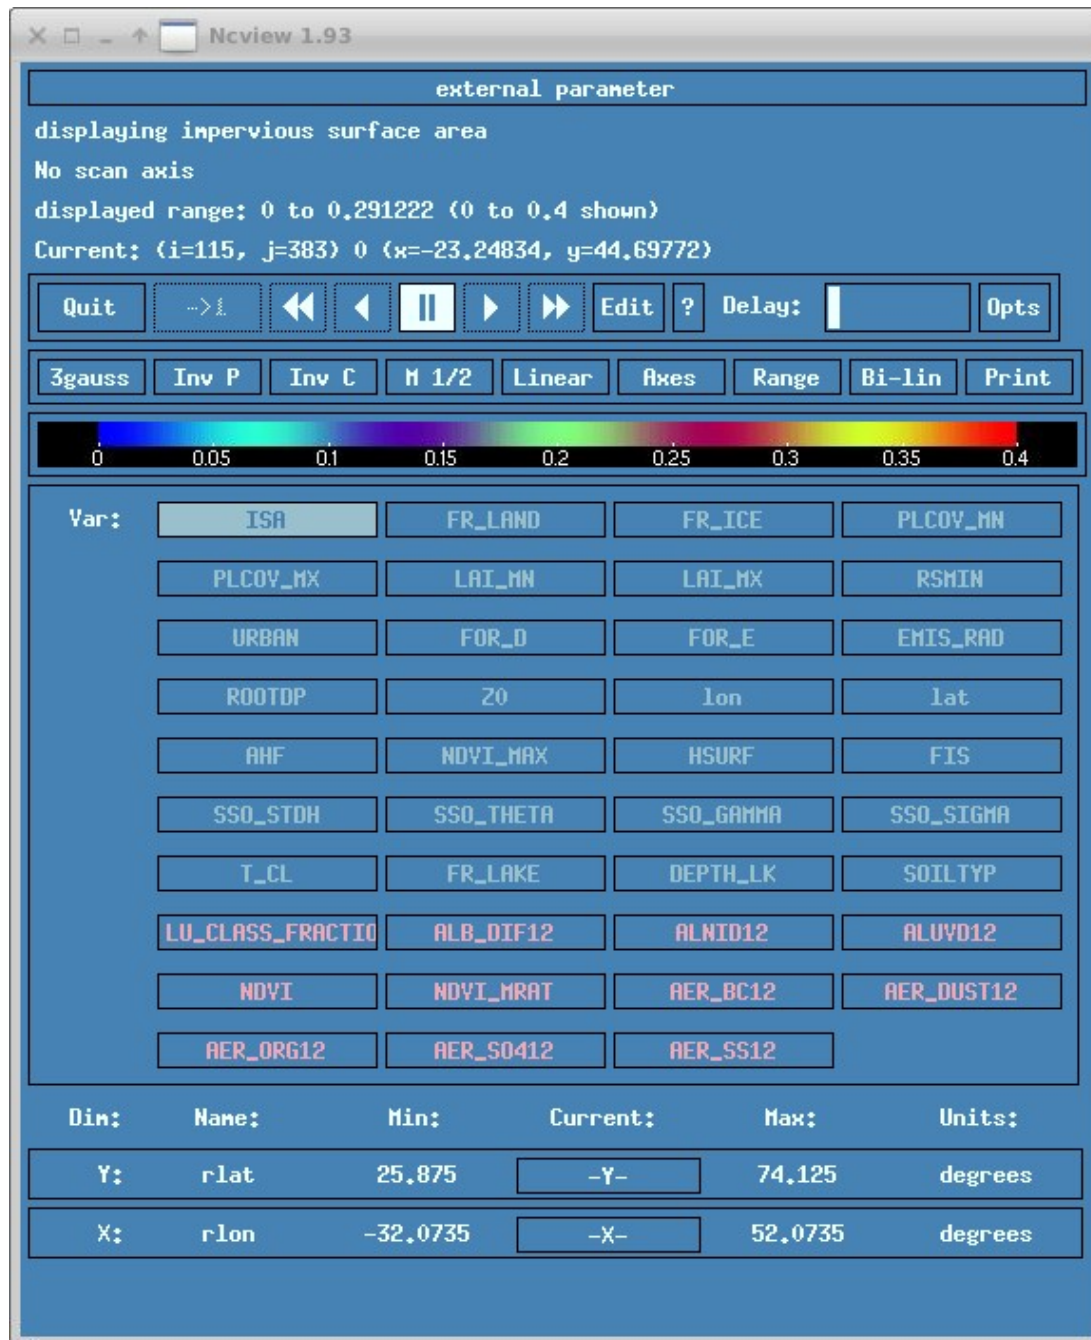 Ncview 1.93
external parameter
displaying impervious surface area
No scan axis
displayed range: 0 to 0.291222 (0 to 0.4 shown)
Current: (i=115, j=383) 0 (x=-23.24834, y=44.69772)
Quit ->1 Edit ? Delay: Opts
3gauss Inv P Inv C M 1/2 Linear Axes Range Bi-lin Print
0 0.05 0.1 0.15 0.2 0.25 0.3 0.35 0.4
Var: ISA FR_LAND FR_ICE PLCOV_MN
PLCOV_MX LAI_MN LAI_MX RSMIN
URBAN FOR_D FOR_E EMIS_RAD
ROOTDP Z0 lon lat
AHF NDVI_MAX HSURF FIS
SSO_STDH SSO_THETA SSO_GAMMA SSO_SIGMA
T_CL FR_LAKE DEPTH_LK SOILTYP
LU_CLASS_FRACTIO ALB_DIF12 ALNID12 ALUVD12
NDVI NDVI_MRAT AER_BC12 AER_DUST12
AER_ORG12 AER_SO412 AER_SS12
Dim: Name: Min: Current: Max: Units:
Y: rlat 25.875 -Y- 74.125 degrees
X: rlon -32.0735 -X- 52.0735 degrees